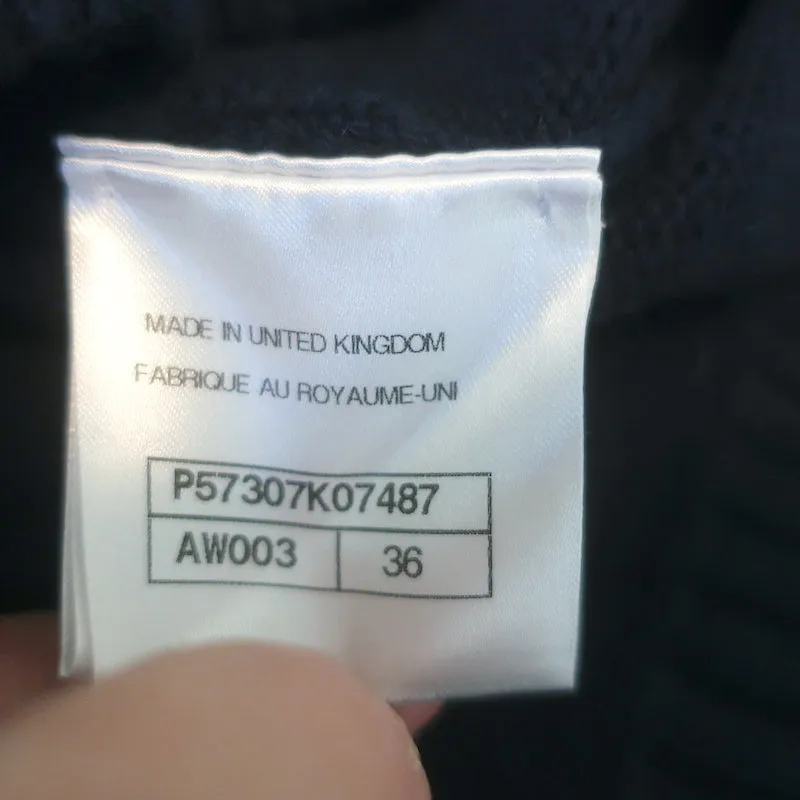 MADE IN UNITED KINGDOM
FABRIQUE AU ROYAUME-UNI
P57307K07487
AW003 36